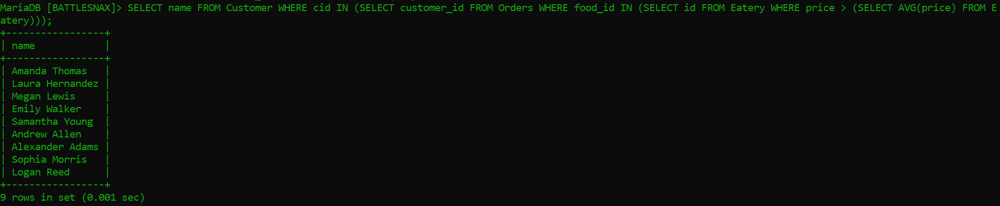 MariaDB [BATTLESNAX]> SELECT name FROM Customer WHERE cid IN (SELECT customer_id FROM Orders WHERE food_id IN (SELECT id FROM Eatery WHERE price > (SELECT AVG(price) FROM E
atery)));
+------------------+
| name             |
+------------------+
| Amanda Thomas    |
| Laura Hernandez  |
| Megan Lewis      |
| Emily Walker     |
| Samantha Young   |
| Andrew Allen     |
| Alexander Adams  |
| Sophia Morris    |
| Logan Reed       |
+------------------+
9 rows in set (0.001 sec)